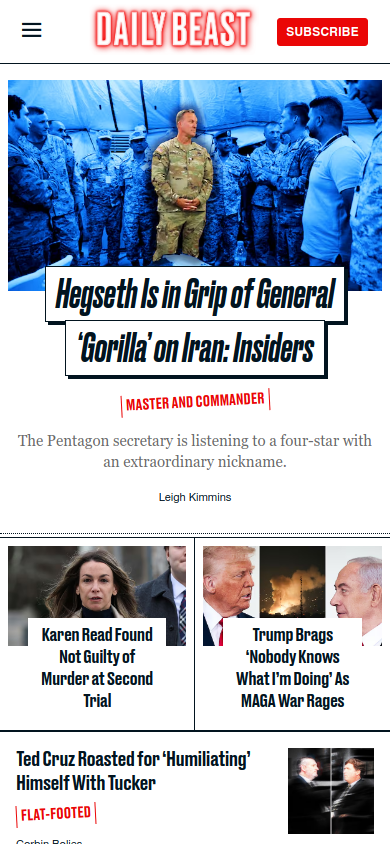 DAILY BEAST
SUBSCRIBE
Hegseth Is in Grip of General
‘Gorilla’ on Iran: Insiders
MASTER AND COMMANDER
The Pentagon secretary is listening to a four-star with
an extraordinary nickname.
Leigh Kimmins
Karen Read Found
Not Guilty of
Murder at Second
Trial
Trump Brags
‘Nobody Knows
What I’m Doing’ As
MAGA War Rages
Ted Cruz Roasted for ‘Humiliating’
Himself With Tucker
FLAT-FOOTED
Corbin Bolies